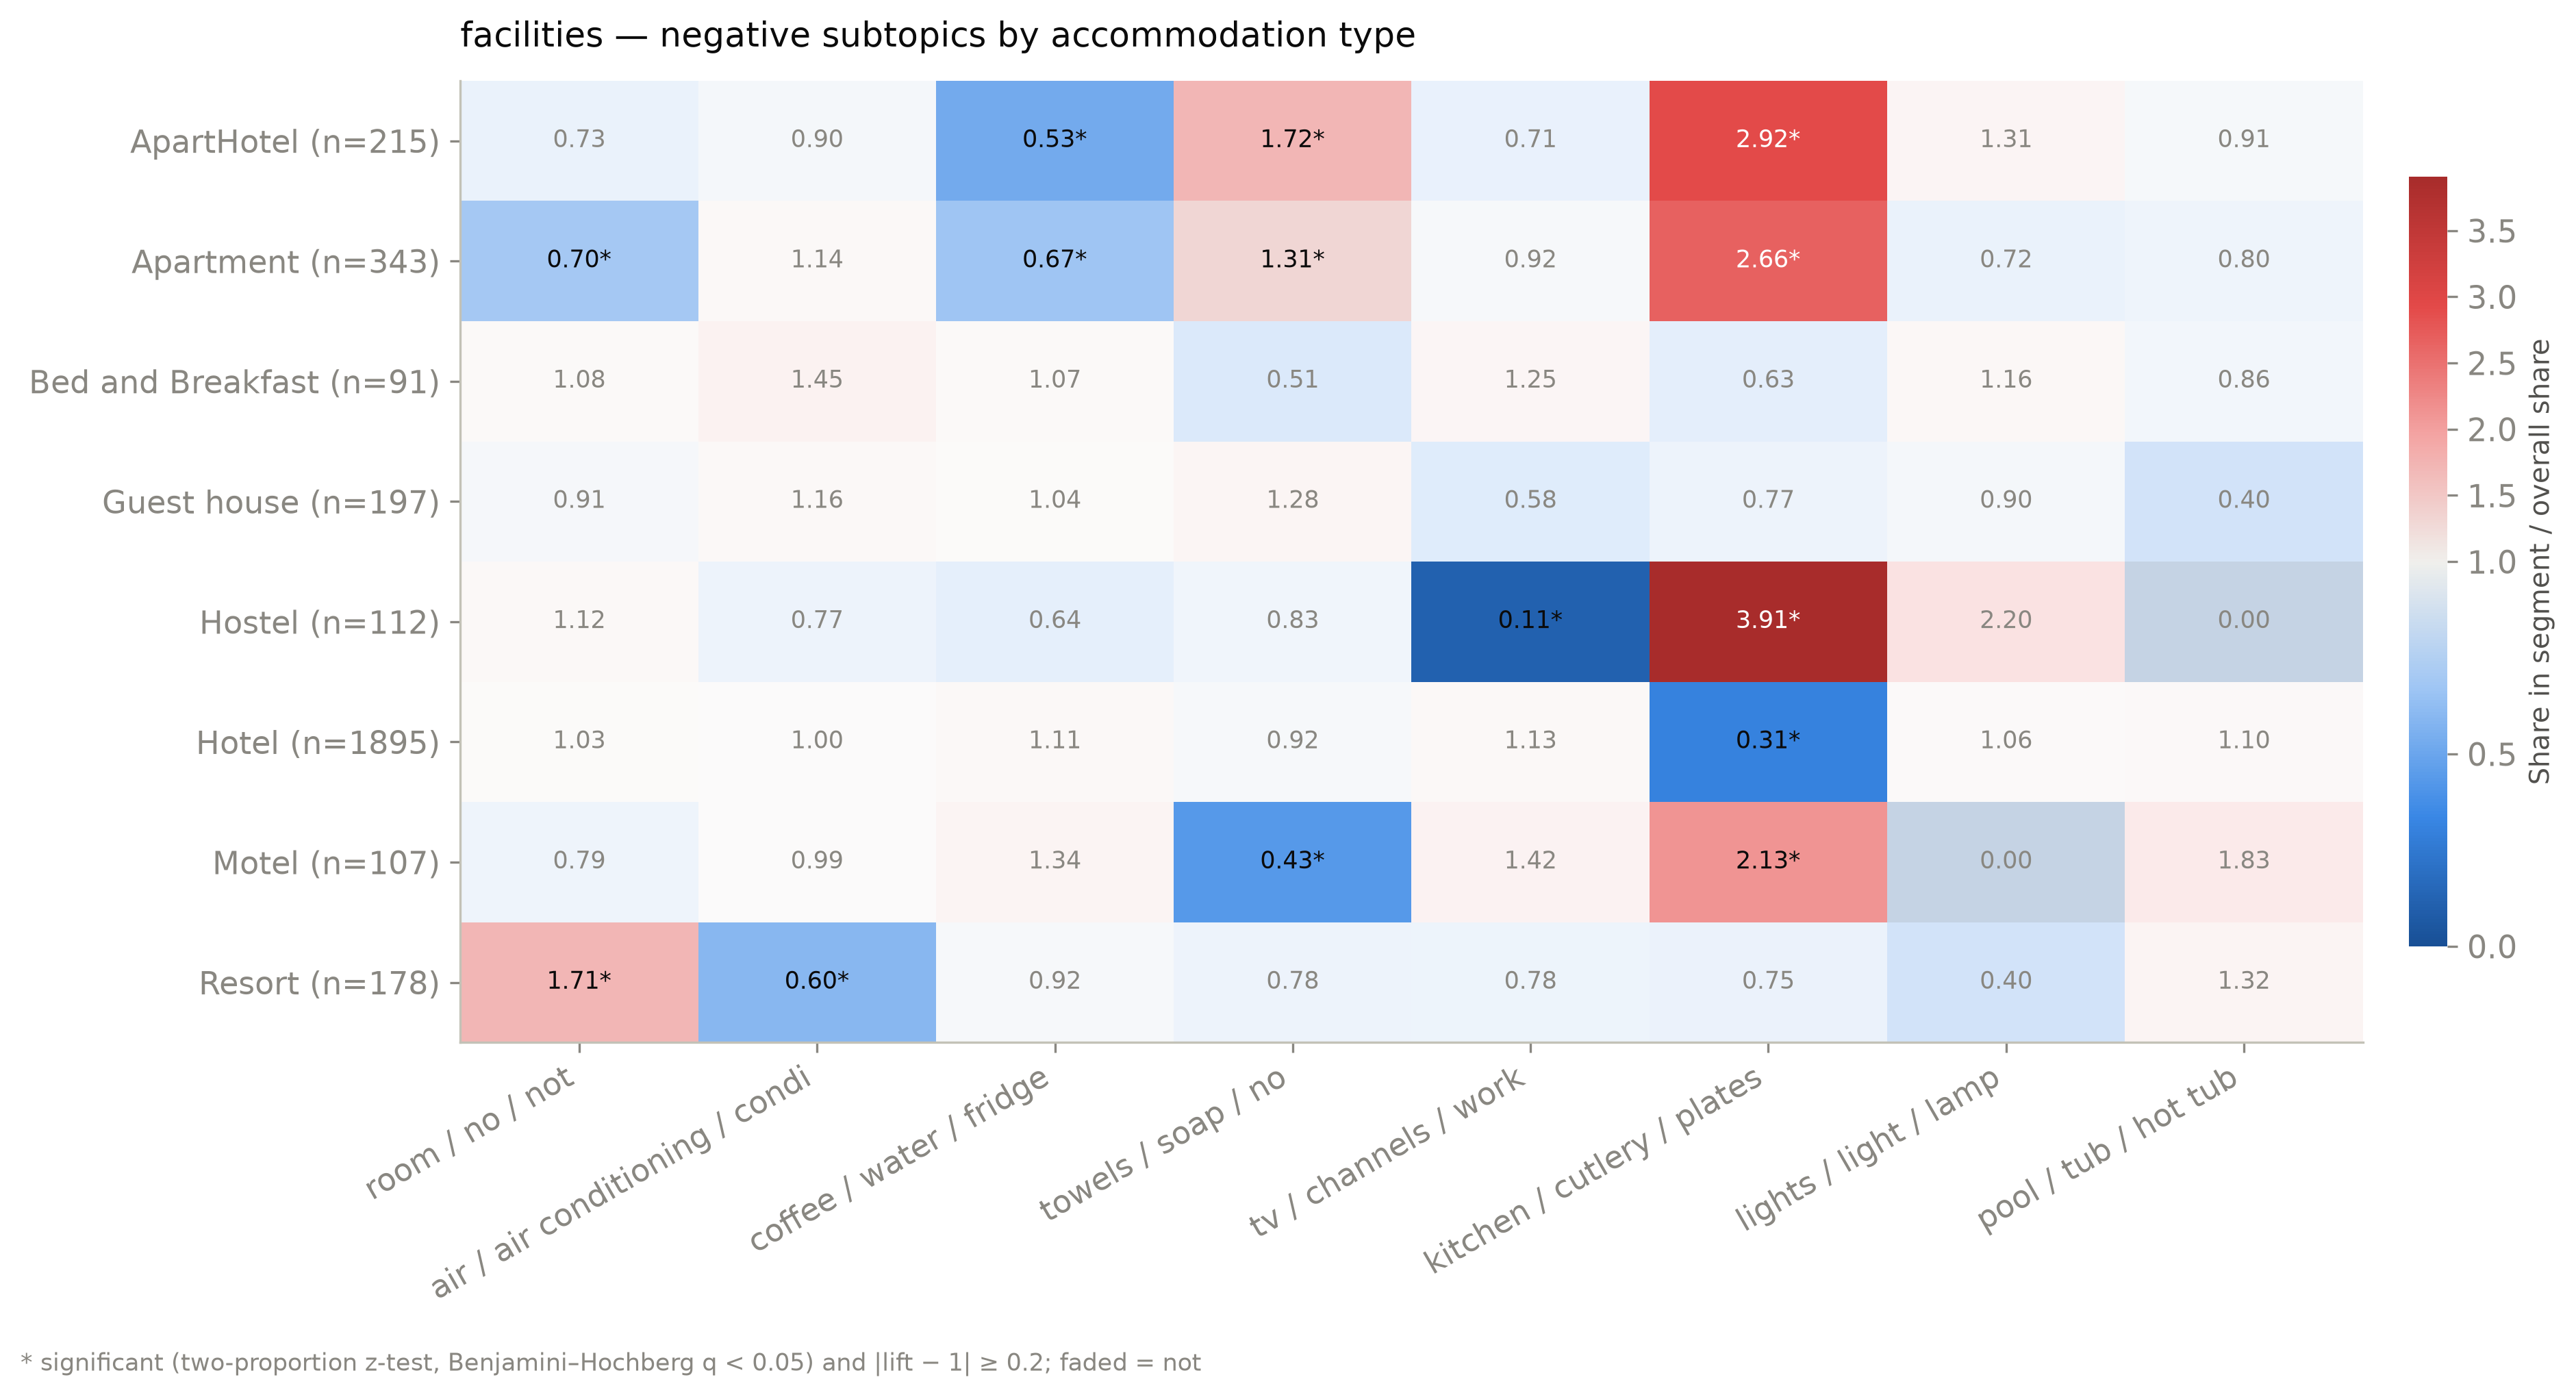 facilities — negative subtopics by accommodation type
ApartHotel (n=215) 0.73 0.90 0.53* 1.72* 0.71 2.92* 1.31 0.91
Apartment (n=343) 0.70* 1.14 0.67* 1.31* 0.92 2.66* 0.72 0.80
Bed and Breakfast (n=91) 1.08 1.45 1.07 0.51 1.25 0.63 1.16 0.86
Guest house (n=197) 0.91 1.16 1.04 1.28 0.58 0.77 0.90 0.40
Hostel (n=112) 1.12 0.77 0.64 0.83 0.11* 3.91* 2.20 0.00
Hotel (n=1895) 1.03 1.00 1.11 0.92 1.13 0.31* 1.06 1.10
Motel (n=107) 0.79 0.99 1.34 0.43* 1.42 2.13* 0.00 1.83
Resort (n=178) 1.71* 0.60* 0.92 0.78 0.78 0.75 0.40 1.32
room / no / not
air / air conditioning / condi
coffee / water / fridge
towels / soap / no
tv / channels / work
kitchen / cutlery / plates
lights / light / lamp
pool / tub / hot tub
3.5
3.0
2.5
2.0
1.5
1.0
0.5
0.0
Share in segment / overall share
* significant (two-proportion z-test, Benjamini–Hochberg q < 0.05) and |lift − 1| ≥ 0.2; faded = not